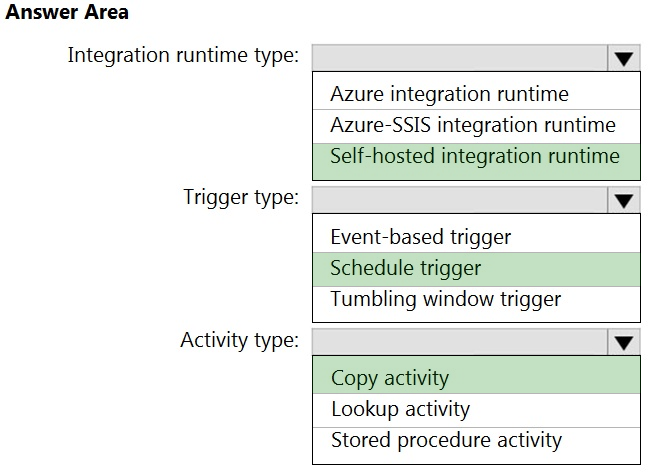 Answer Area
Integration runtime type:
Azure integration runtime
Azure-SSIS integration runtime
Self-hosted integration runtime
Trigger type:
Event-based trigger
Schedule trigger
Tumbling window trigger
Activity type:
Copy activity
Lookup activity
Stored procedure activity